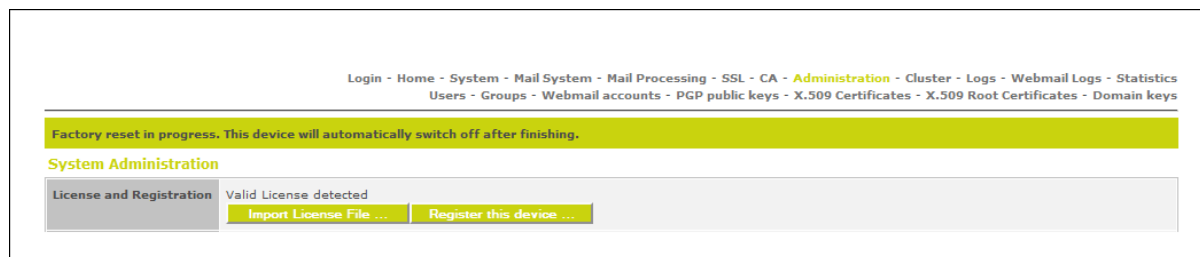 Login - Home - System - Mail System - Mail Processing - SSL - CA - Administration - Cluster - Logs - Webmail Logs - Statistics
Users - Groups - Webmail accounts - PGP public keys - X.509 Certificates - X.509 Root Certificates - Domain keys
Factory reset in progress. This device will automatically switch off after finishing.
System Administration
License and Registration Valid License detected
Import License File ... Register this device ...